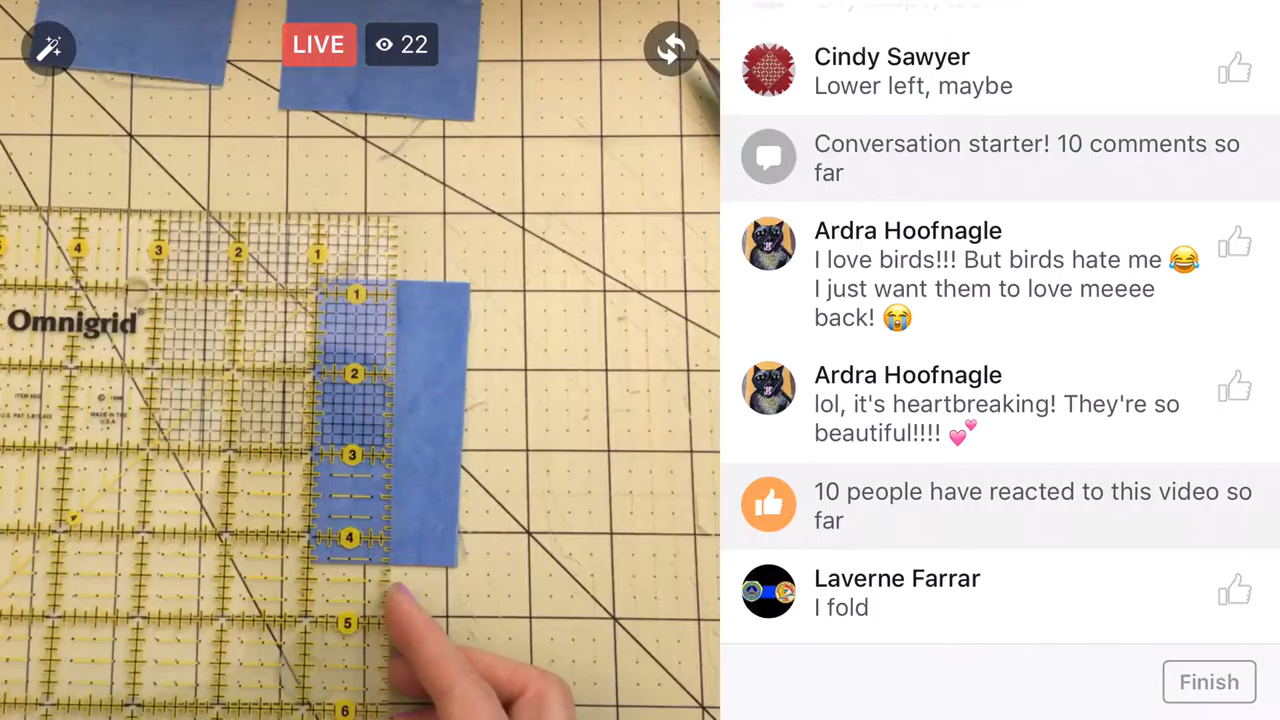 LIVE
22
Cindy Sawyer
Lower left, maybe
Conversation starter! 10 comments so
far
Ardra Hoofnagle
I love birds!!! But birds hate me 😂
I just want them to love meeee
back! 😭
Ardra Hoofnagle
lol, it's heartbreaking! They're so
beautiful!!!! 💕
10 people have reacted to this video so
far
Laverne Farrar
I fold
Finish
4
3
2
1
1
Omnigrid®
2
3
4
5
6
MADE IN THE
U.S.A.